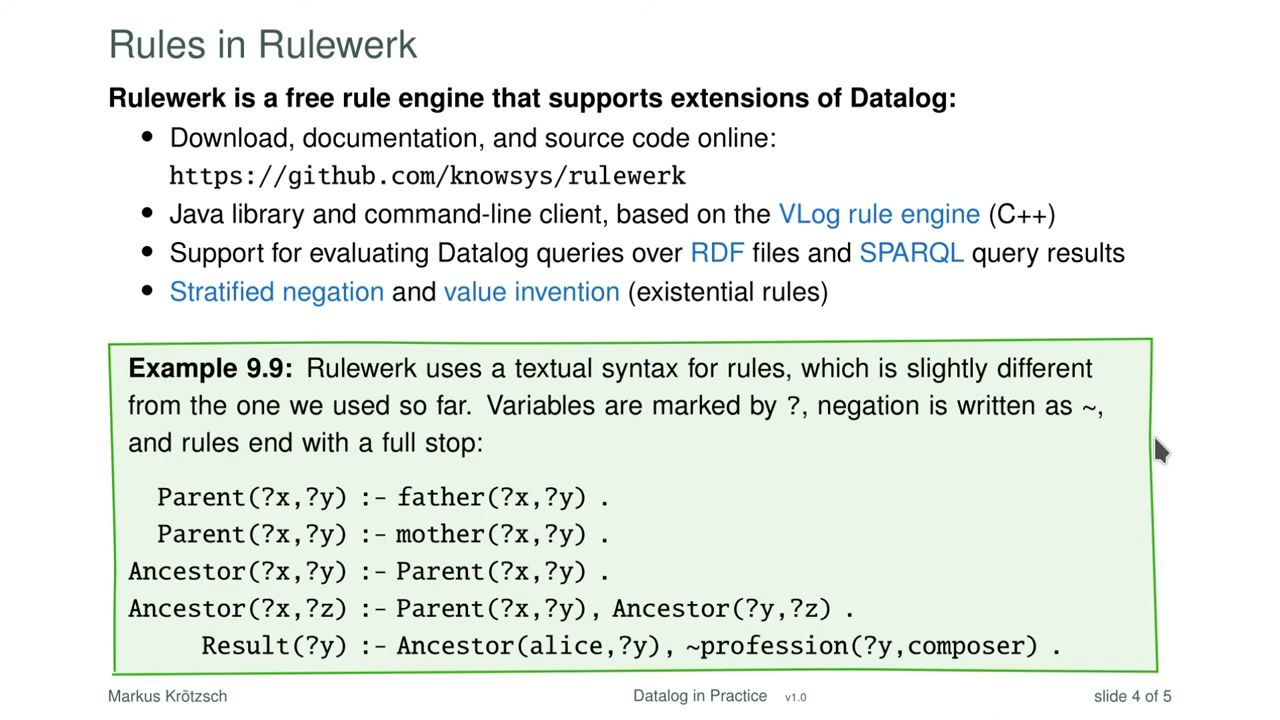 Rules in Rulewerk
Rulewerk is a free rule engine that supports extensions of Datalog:
• Download, documentation, and source code online:
https://github.com/knowsys/rulewerk
• Java library and command-line client, based on the VLog rule engine (C++)
• Support for evaluating Datalog queries over RDF files and SPARQL query results
• Stratified negation and value invention (existential rules)
Example 9.9: Rulewerk uses a textual syntax for rules, which is slightly different
from the one we used so far. Variables are marked by ?, negation is written as ~,
and rules end with a full stop:
Parent(?x,?y) :- father(?x,?y) .
Parent(?x,?y) :- mother(?x,?y) .
Ancestor(?x,?y) :- Parent(?x,?y) .
Ancestor(?x,?z) :- Parent(?x,?y), Ancestor(?y,?z) .
Result(?y) :- Ancestor(alice,?y), ~profession(?y,composer) .
Markus Krötzsch Datalog in Practice v1.0 slide 4 of 5